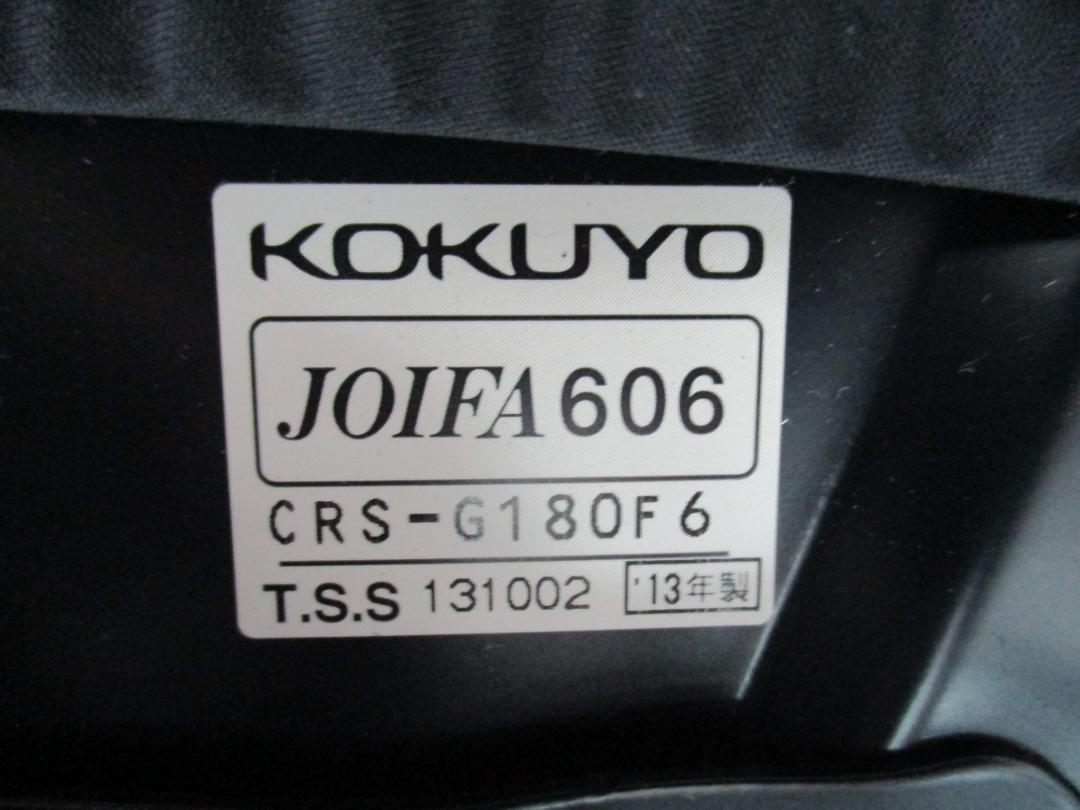 KOKUYO
JOIFA 606
CRS-G180F6
T.S.S 131002 '13年製